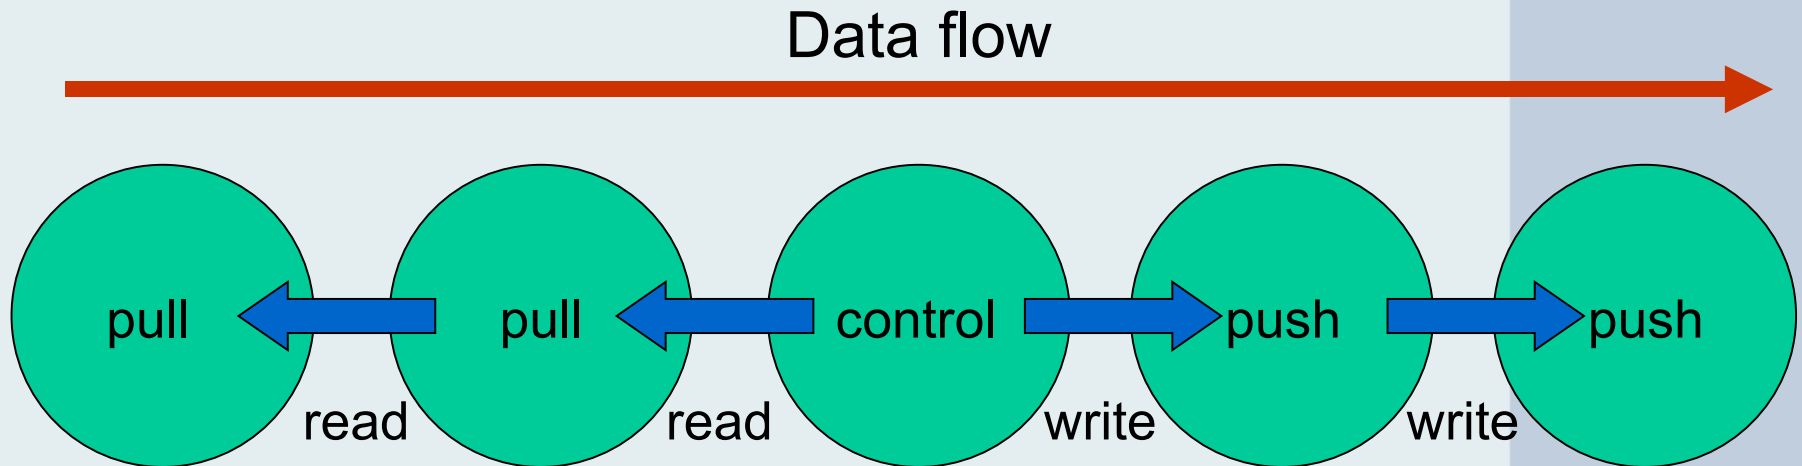 Data flow
pull pull control push push
read read write write